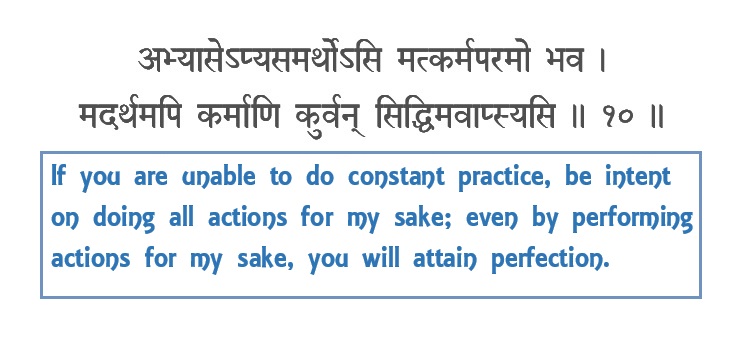 अभ्यासेऽप्यसमर्थोऽसि मत्कर्मपरमो भव ।
मदर्थमपि कर्माणि कुर्वन् सिद्धिमवाप्स्यसि ॥ १० ॥
If you are unable to do constant practice, be intent
on doing all actions for my sake; even by performing
actions for my sake, you will attain perfection.